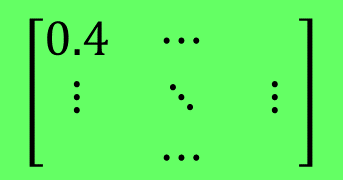 0.4 ⋯
⋮ ⋱ ⋮
⋯